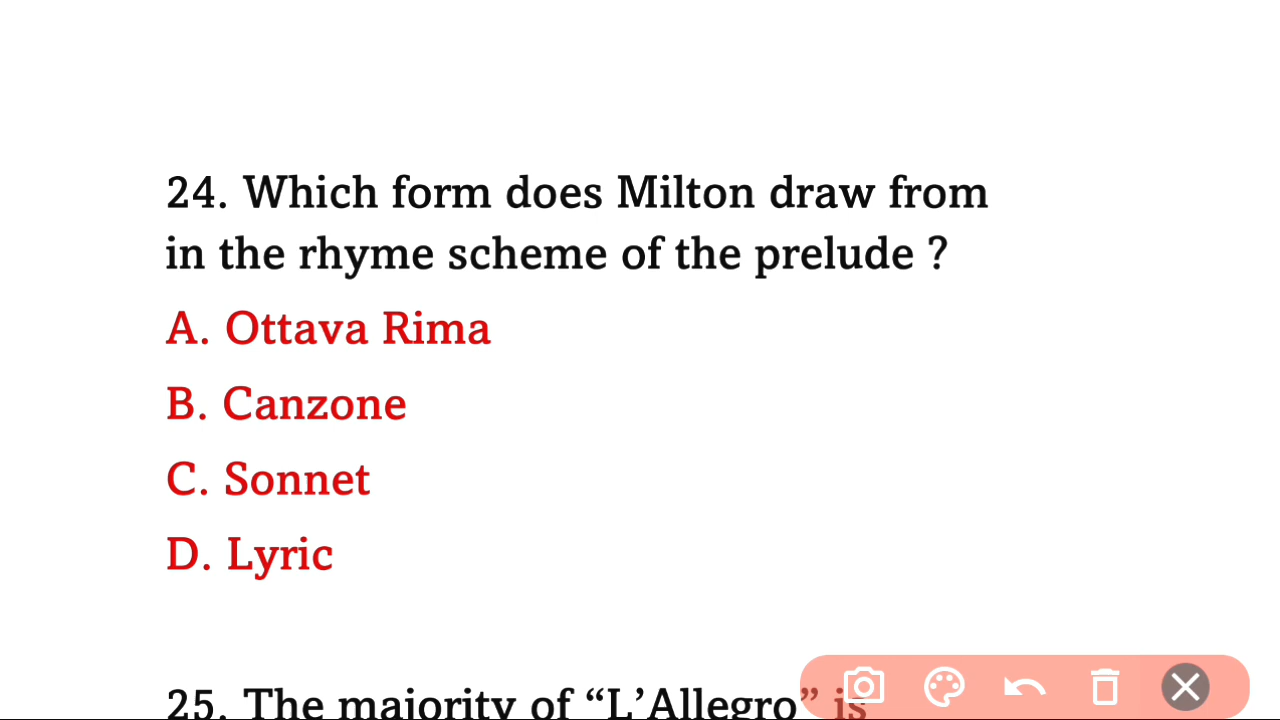 24. Which form does Milton draw from
in the rhyme scheme of the prelude ?
A. Ottava Rima
B. Canzone
C. Sonnet
D. Lyric
25. The majority of “L’Allegro” is